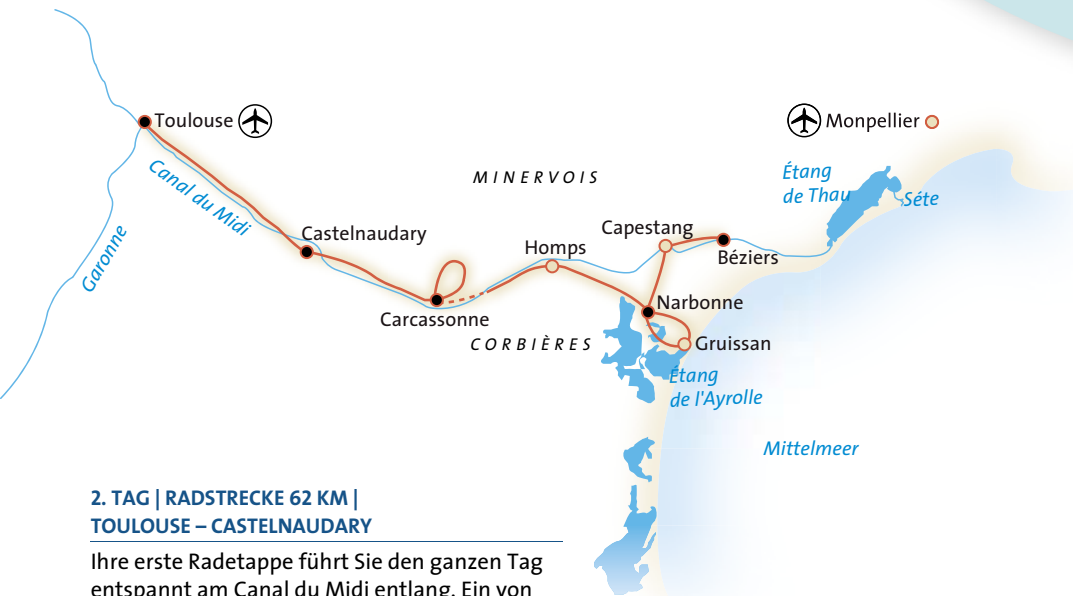 Toulouse
Monpellier
Canal du Midi
Garonne
MINERVOIS
Étang
de Thau
Séte
Castelnaudary
Capestang
Homps
Béziers
Narbonne
Carcassonne
CORBIÈRES
Gruissan
Étang
de l'Ayrolle
Mittelmeer
2. TAG | RADSTRECKE 62 KM |
TOULOUSE – CASTELNAUDARY
Ihre erste Radetappe führt Sie den ganzen Tag
entspannt am Canal du Midi entlang. Ein von